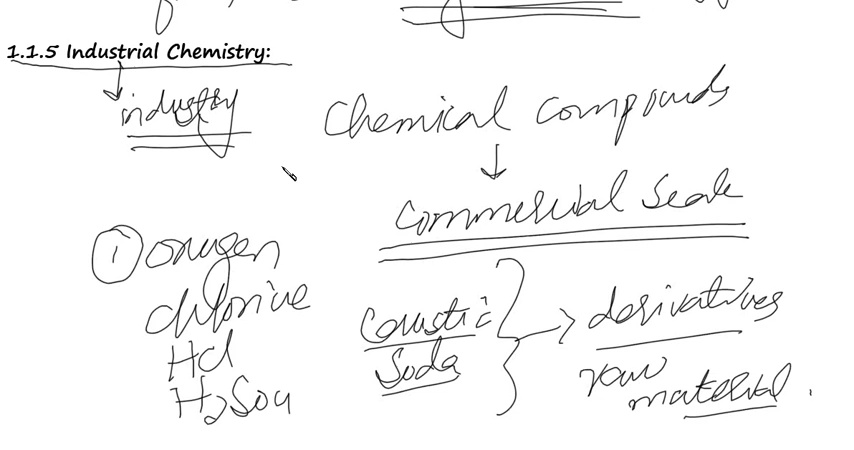 1.1.5 Industrial Chemistry:
industry
Chemical Compounds
Commercial Scale
1 oxygen
chlorine
Hcl
H2SO4
Caustic
Soda
derivatives
raw
material.